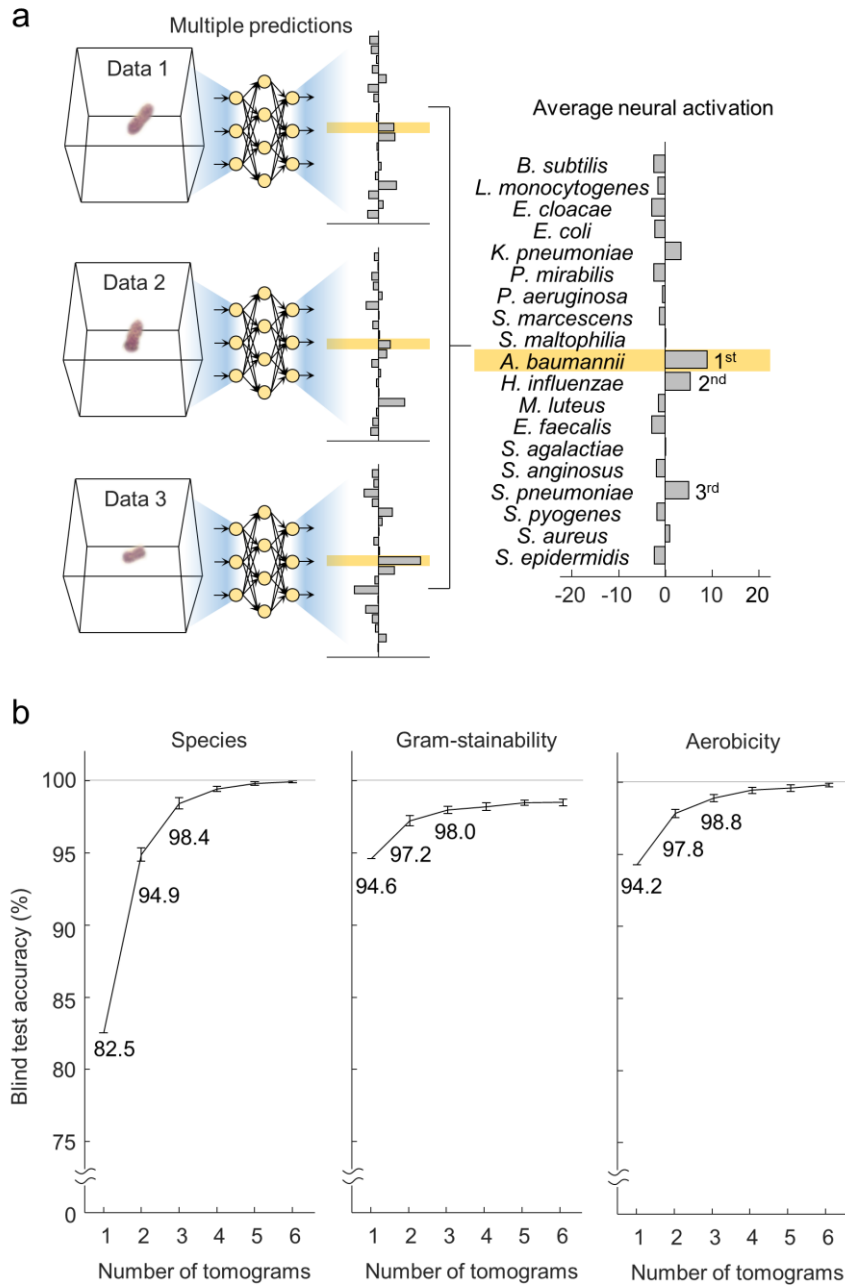 a
Multiple predictions
Data 1
Data 2
Data 3
Average neural activation
B. subtilis
L. monocytogenes
E. cloacae
E. coli
K. pneumoniae
P. mirabilis
P. aeruginosa
S. marcescens
S. maltophilia
A. baumannii 1st
H. influenzae 2nd
M. luteus
E. faecalis
S. agalactiae
S. anginosus
S. pneumoniae 3rd
S. pyogenes
S. aureus
S. epidermidis
-20 -10 0 10 20
b
Species
Blind test accuracy (%)
100
95
90
85
80
75
0
82.5
94.9
98.4
1 2 3 4 5 6
Number of tomograms
Gram-stainability
94.6
97.2
98.0
1 2 3 4 5 6
Number of tomograms
Aerobicity
94.2
97.8
98.8
1 2 3 4 5 6
Number of tomograms